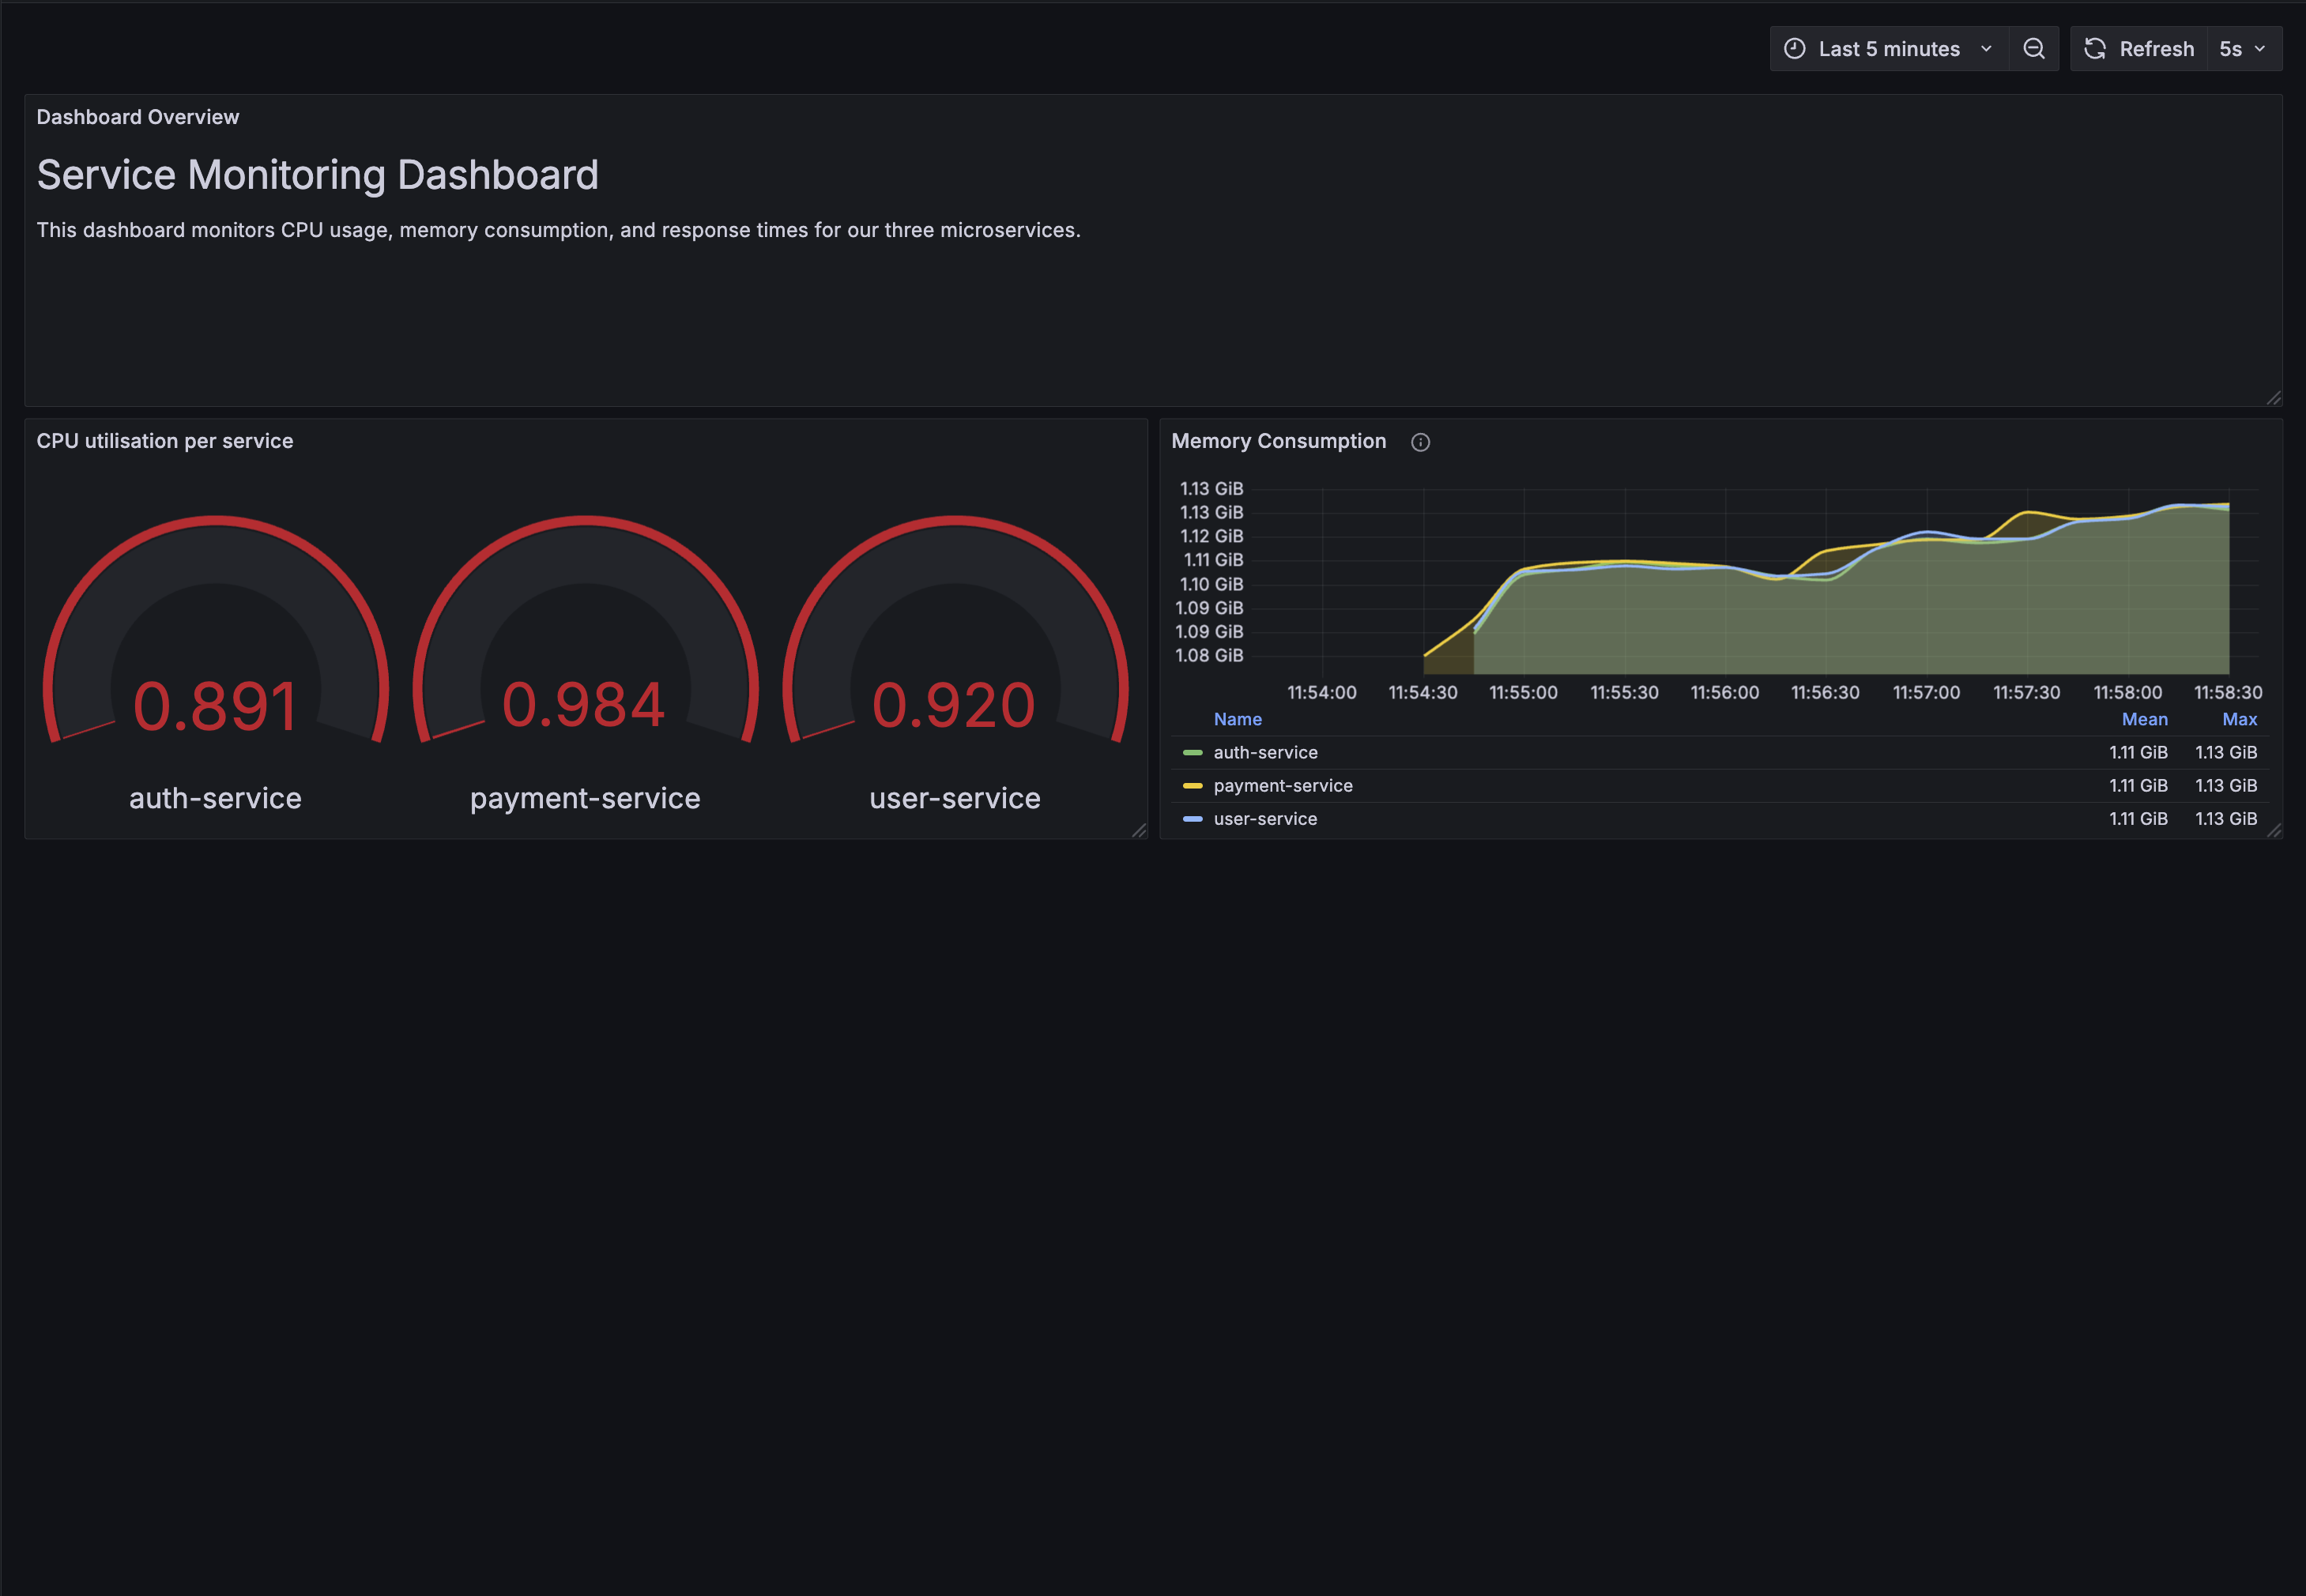 Last 5 minutes
Refresh
5s
Dashboard Overview
Service Monitoring Dashboard
This dashboard monitors CPU usage, memory consumption, and response times for our three microservices.
CPU utilisation per service
0.891
0.984
0.920
auth-service
payment-service
user-service
Memory Consumption
1.13 GiB
1.13 GiB
1.12 GiB
1.11 GiB
1.10 GiB
1.09 GiB
1.09 GiB
1.08 GiB
11:54:00 11:54:30 11:55:00 11:55:30 11:56:00 11:56:30 11:57:00 11:57:30 11:58:00 11:58:30
Name Mean Max
auth-service 1.11 GiB 1.13 GiB
payment-service 1.11 GiB 1.13 GiB
user-service 1.11 GiB 1.13 GiB